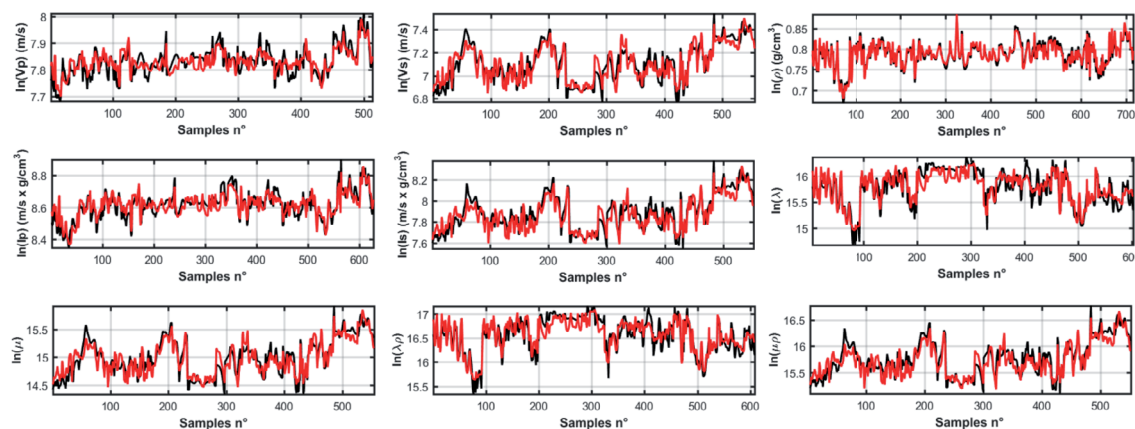 ln(Vp) (m/s)
8
7.9
7.8
7.7
100 200 300 400 500
Samples n°
ln(Vs) (m/s)
7.4
7.2
7
6.8
100 200 300 400 500
Samples n°
ln(ρ) (g/cm³)
0.85
0.8
0.75
0.7
100 200 300 400 500 600 700
Samples n°
ln(Ip) (m/s x g/cm³)
8.8
8.6
8.4
100 200 300 400 500 600
Samples n°
ln(Is) (m/s x g/cm³)
8.2
8
7.8
7.6
100 200 300 400 500
Samples n°
ln(λ)
16
15.5
15
100 200 300 400 500 600
Samples n°
ln(μ)
15.5
15
14.5
100 200 300 400 500
Samples n°
ln(λρ)
17
16.5
16
15.5
100 200 300 400 500 600
Samples n°
ln(μρ)
16.5
16
15.5
100 200 300 400 500
Samples n°